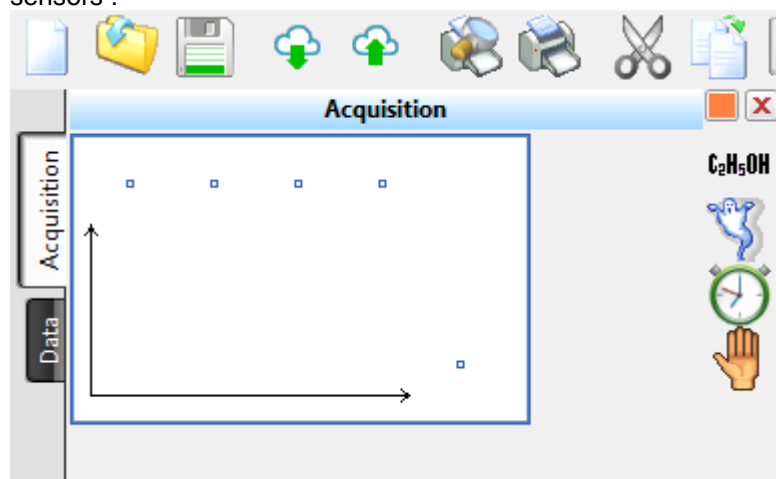 sensors :
Acquisition
Acquisition
Data
C₂H₅OH